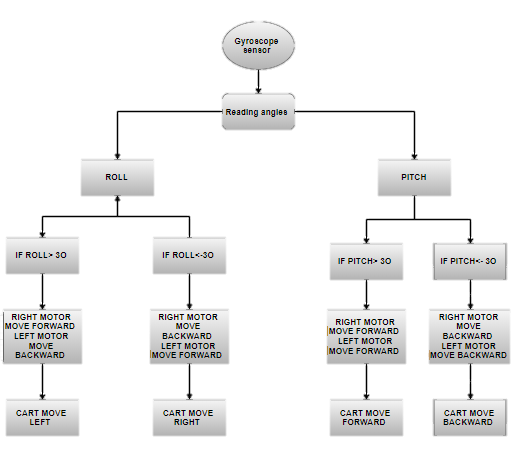 Gyroscope
sensor
Reading angles
ROLL
PITCH
IF ROLL> 3O
IF ROLL<-3O
IF PITCH> 3O
IF PITCH<- 3O
RIGHT MOTOR
MOVE FORWARD
LEFT MOTOR
MOVE
BACKWARD
RIGHT MOTOR
MOVE
BACKWARD
LEFT MOTOR
MOVE FORWARD
RIGHT MOTOR
MOVE FORWARD
LEFT MOTOR
MOVE FORWARD
RIGHT MOTOR
MOVE
BACKWARD
LEFT MOTOR
MOVE BACKWARD
CART MOVE
LEFT
CART MOVE
RIGHT
CART MOVE
FORWARD
CART MOVE
BACKWARD